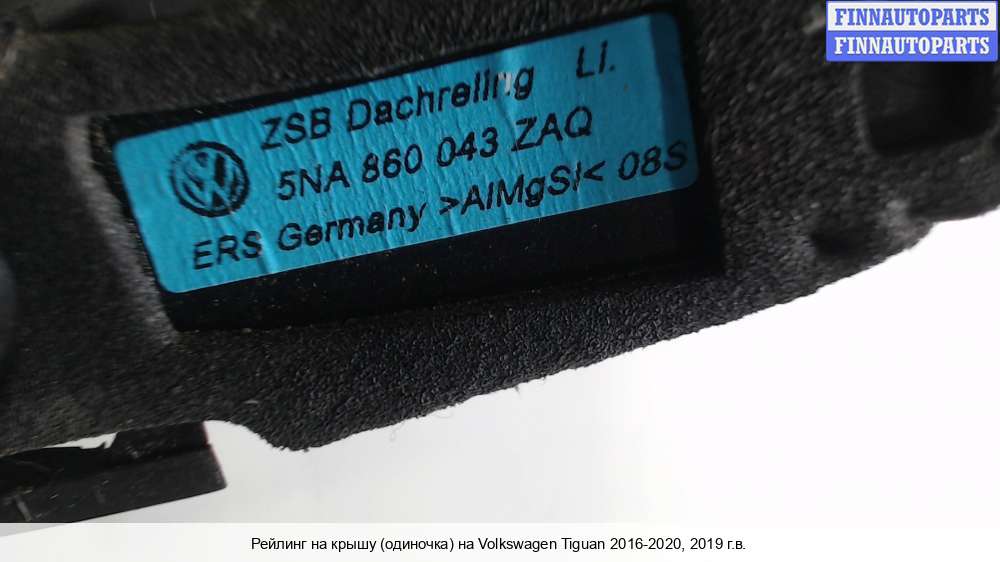 FINNAUTOPARTS
FINNAUTOPARTS
ZSB Dachreling Li.
5NA 860 043 ZAQ
ERS Germany >AlMgSi< 08S
Рейлинг на крышу (одиночка) на Volkswagen Tiguan 2016-2020, 2019 г.в.